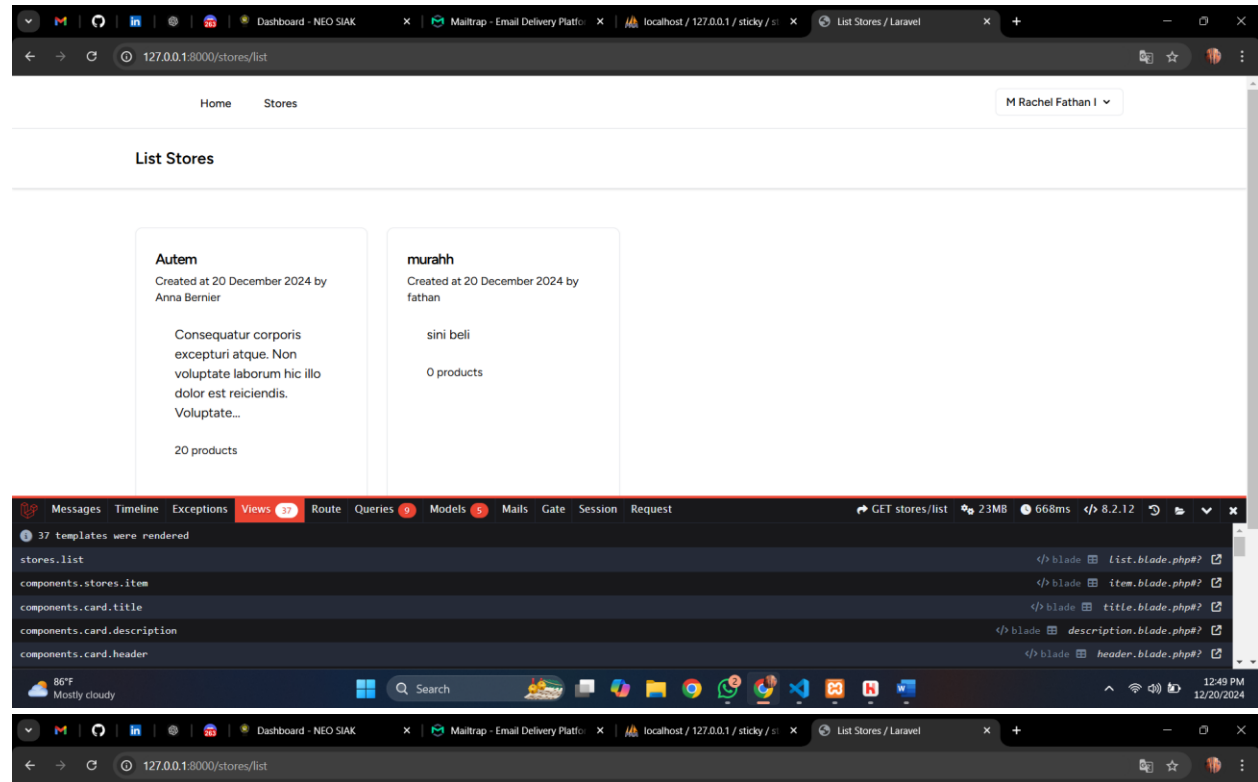 263
Dashboard - NEO SIAK
Mailtrap - Email Delivery Platfo
localhost / 127.0.0.1 / sticky / st
List Stores / Laravel
127.0.0.1:8000/stores/list
Home Stores M Rachel Fathan I
List Stores
Autem
Created at 20 December 2024 by
Anna Bernier
Consequatur corporis
excepturi atque. Non
voluptate laborum hic illo
dolor est reiciendis.
Voluptate...
20 products
murahh
Created at 20 December 2024 by
fathan
sini beli
0 products
Messages Timeline Exceptions Views 37 Route Queries 9 Models 5 Mails Gate Session Request GET stores/list 23MB 668ms </> 8.2.12
37 templates were rendered
stores.list </> blade list.blade.php#?
components.stores.item </> blade item.blade.php#?
components.card.title </> blade title.blade.php#?
components.card.description </> blade description.blade.php#?
components.card.header </> blade header.blade.php#?
86°F
Mostly cloudy
Search
2
12:49 PM
12/20/2024
263
Dashboard - NEO SIAK
Mailtrap - Email Delivery Platfo
localhost / 127.0.0.1 / sticky / st
List Stores / Laravel
127.0.0.1:8000/stores/list